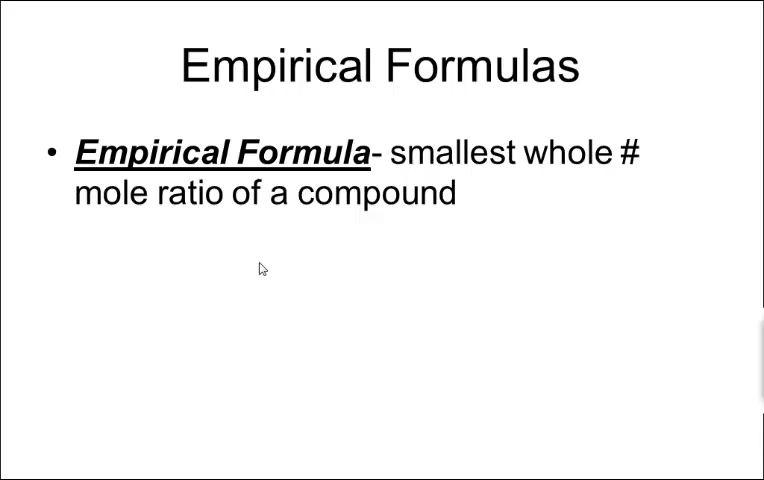 Empirical Formulas
• Empirical Formula- smallest whole #
mole ratio of a compound